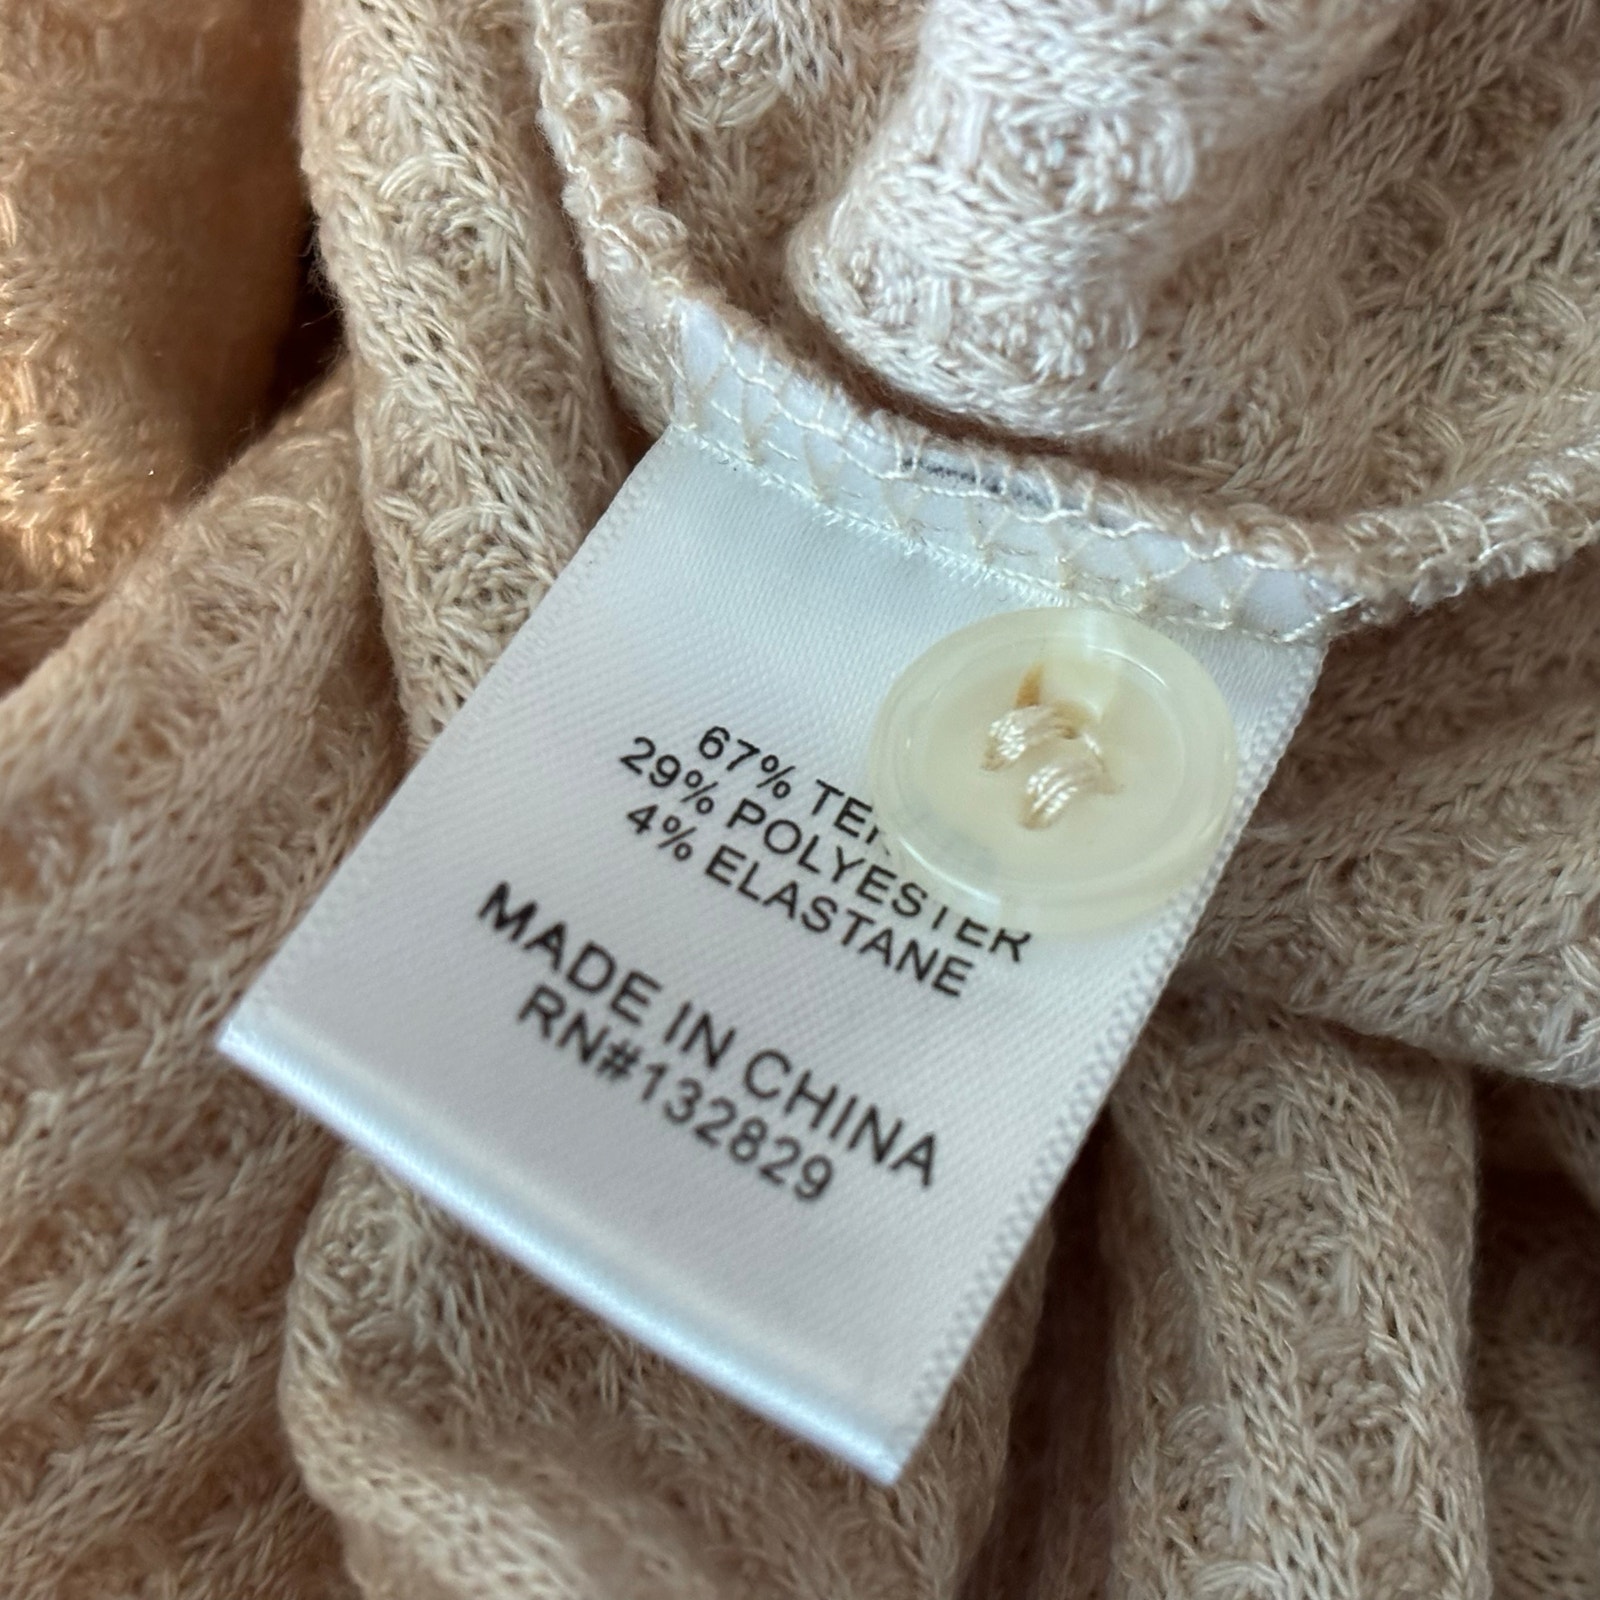 67%
29% POLYESTER
4% ELASTANE
MADE IN CHINA
RN#132829